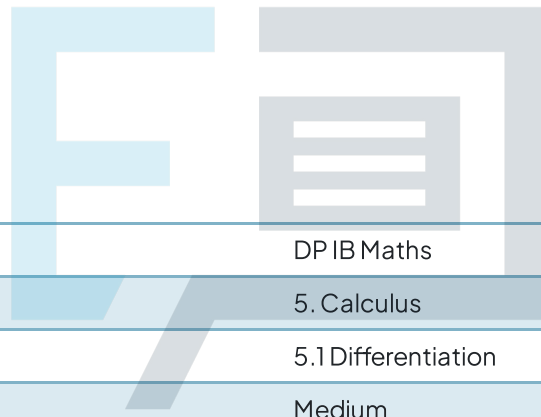 DP IB Maths
5. Calculus
5.1 Differentiation
Medium